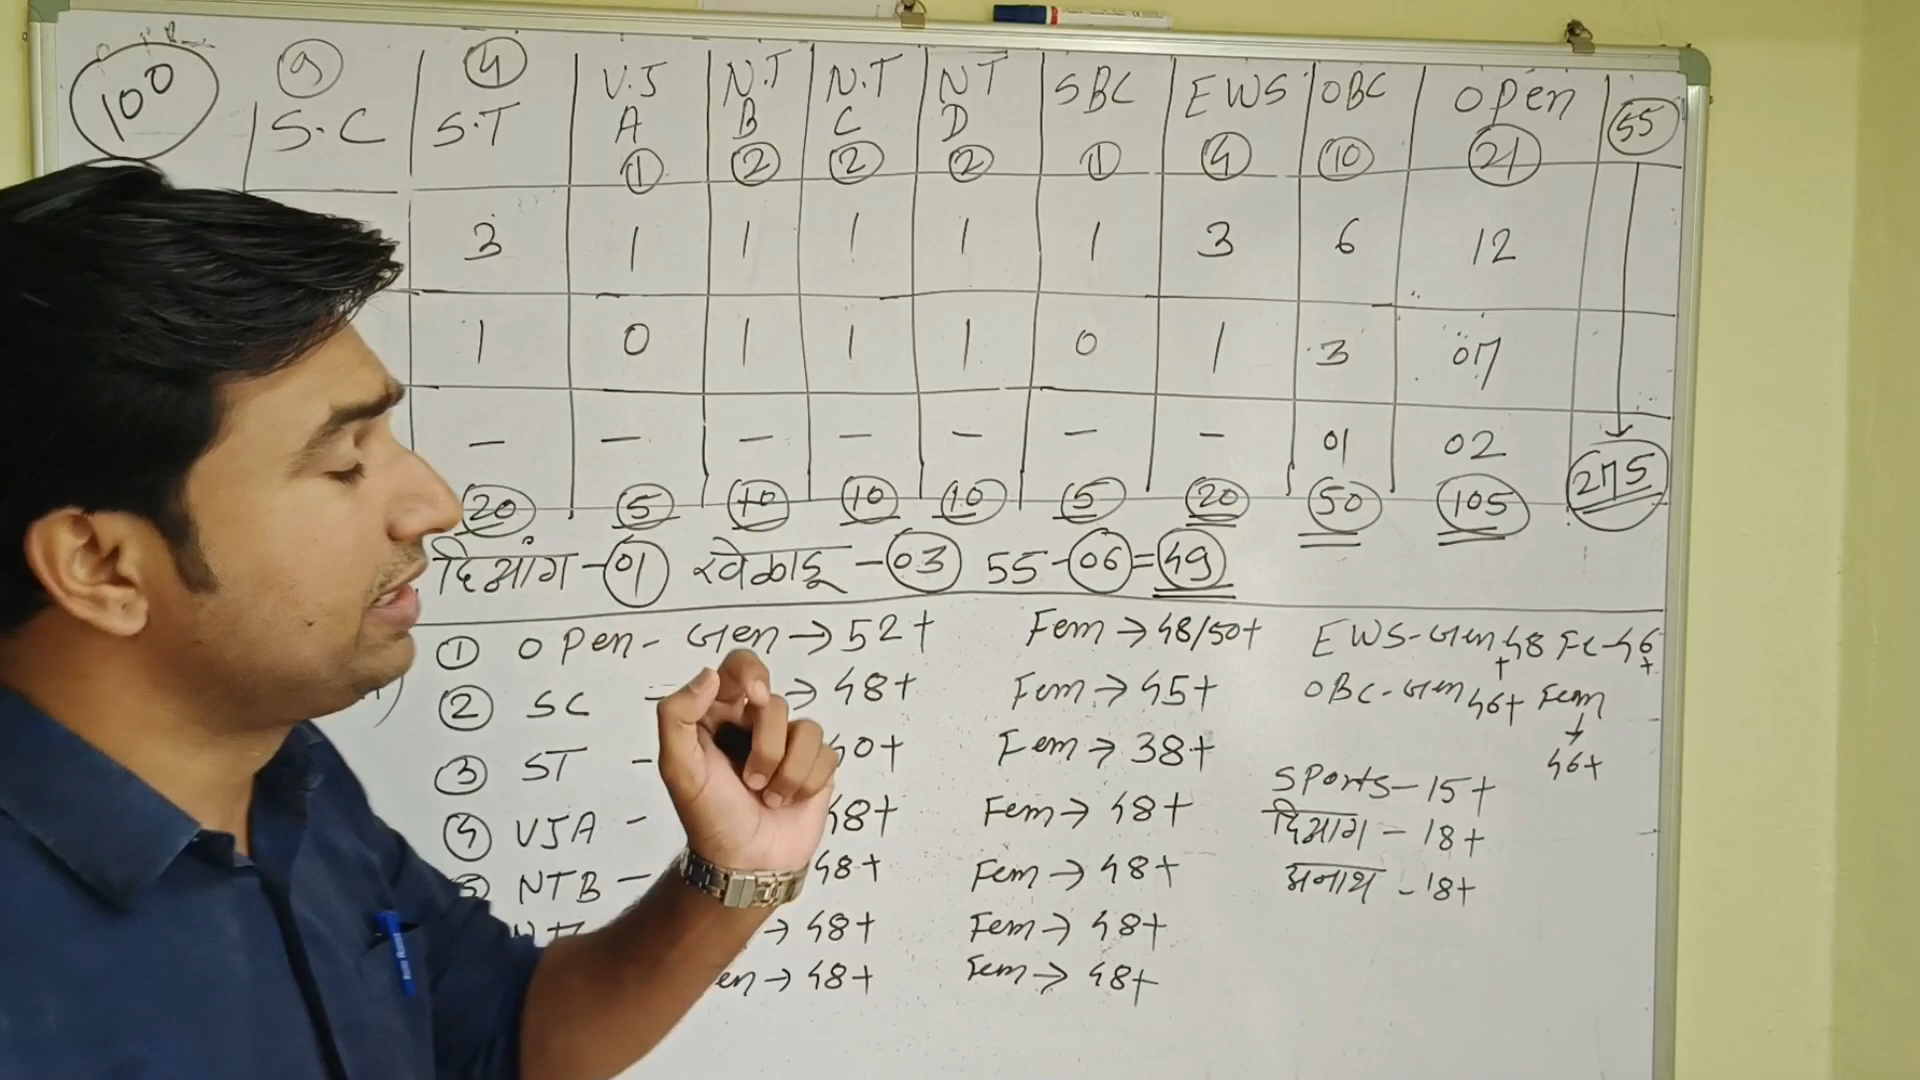 100 9 4 V.J N.T N.T NT SBC EWS OBC open 55
S.C S.T A B C D
1 2 2 2 1 4 10 21
3 1 1 1 1 1 3 6 12
1 0 1 1 1 0 1 3 07
— — — — — — — 01 02
20 5 10 10 10 5 20 50 105 275
दिव्यांग - 01 खेळाडू - 03 55 - 06 = 49
① open - Gen → 52+ Fem → 48/50+ EWS - Gen 48+ Fe - 46+
② SC - → 48+ Fem → 45+ OBC - Gen 46+ Fem → 46+
③ ST - 40+ Fem → 38+
④ VJA - 48+ Fem → 48+
⑤ NTB - 48+ Fem → 48+
→ 48+ Fem → 48+
en → 48+ Fem → 48+
Sports - 15+
दिव्यांग - 18+
अनाथ - 18+